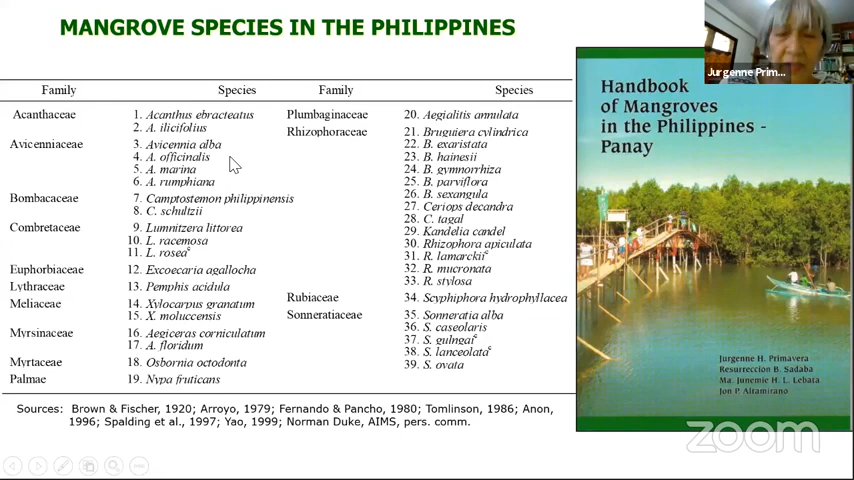 MANGROVE SPECIES IN THE PHILIPPINES
Family Species Family Species
Acanthaceae 1. Acanthus ebracteatus
2. A. ilicifolius
Avicenniaceae 3. Avicennia alba
4. A. officinalis
5. A. marina
6. A. rumphiana
Bombacaceae 7. Camptostemon philippinensis
8. C. schultzii
Combretaceae 9. Lumnitzera littorea
10. L. racemosa
11. L. rosea^c
Euphorbiaceae 12. Excoecaria agallocha
Lythraceae 13. Pemphis acidula
Meliaceae 14. Xylocarpus granatum
15. X. moluccensis
Myrsinaceae 16. Aegiceras corniculatum
17. A. floridum
Myrtaceae 18. Osbornia octodonta
Palmae 19. Nypa fruticans
Plumbaginaceae 20. Aegialitis annulata
Rhizophoraceae 21. Bruguiera cylindrica
22. B. exaristata
23. B. hainesii
24. B. gymnorrhiza
25. B. parviflora
26. B. sexangula
27. Ceriops decandra
28. C. tagal
29. Kandelia candel
30. Rhizophora apiculata
31. R. lamarckii^c
32. R. mucronata
33. R. stylosa
Rubiaceae 34. Scyphiphora hydrophyllacea
Sonneratiaceae 35. Sonneratia alba
36. S. caseolaris
37. S. gulngai^c
38. S. lanceolata^c
39. S. ovata
Sources: Brown & Fischer, 1920; Arroyo, 1979; Fernando & Pancho, 1980; Tomlinson, 1986; Anon,
1996; Spalding et al., 1997; Yao, 1999; Norman Duke, AIMS, pers. comm.
Jurgenne Prim...
Handbook
of Mangroves
in the Philippines -
Panay
Jurgenne H. Primavera
Resurreccion B. Sadaba
Ma. Junemie H. L. Lebata
Jon P. Altamirano
zoom